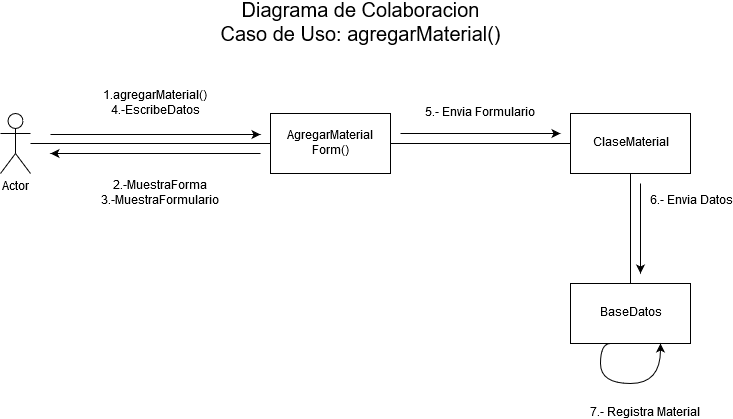 Diagrama de Colaboracion
Caso de Uso: agregarMaterial()
1.agregarMaterial()
4.-EscribeDatos
5.- Envia Formulario
AgregarMaterial
Form()
ClaseMaterial
Actor
2.-MuestraForma
3.-MuestraFormulario
6.- Envia Datos
BaseDatos
7.- Registra Material